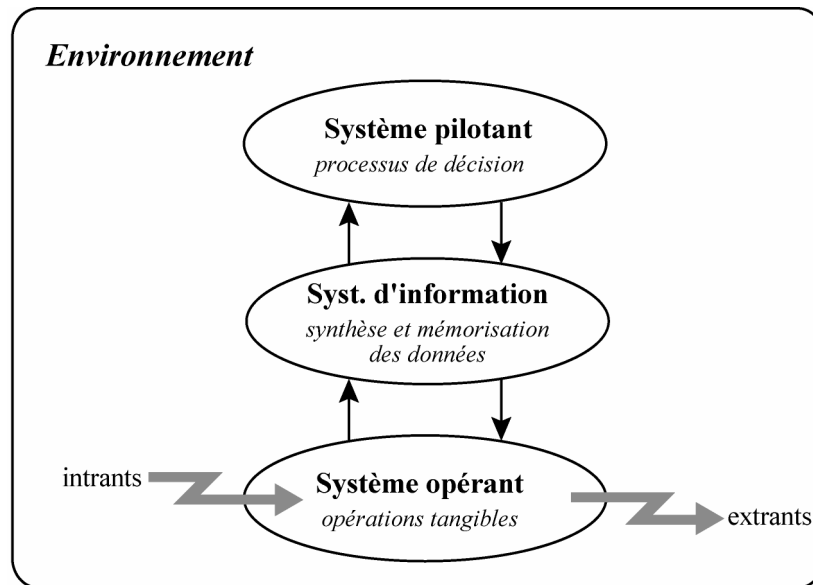 Environnement
Système pilotant
processus de décision
Syst. d'information
synthèse et mémorisation
des données
intrants
Système opérant
opérations tangibles
extrants